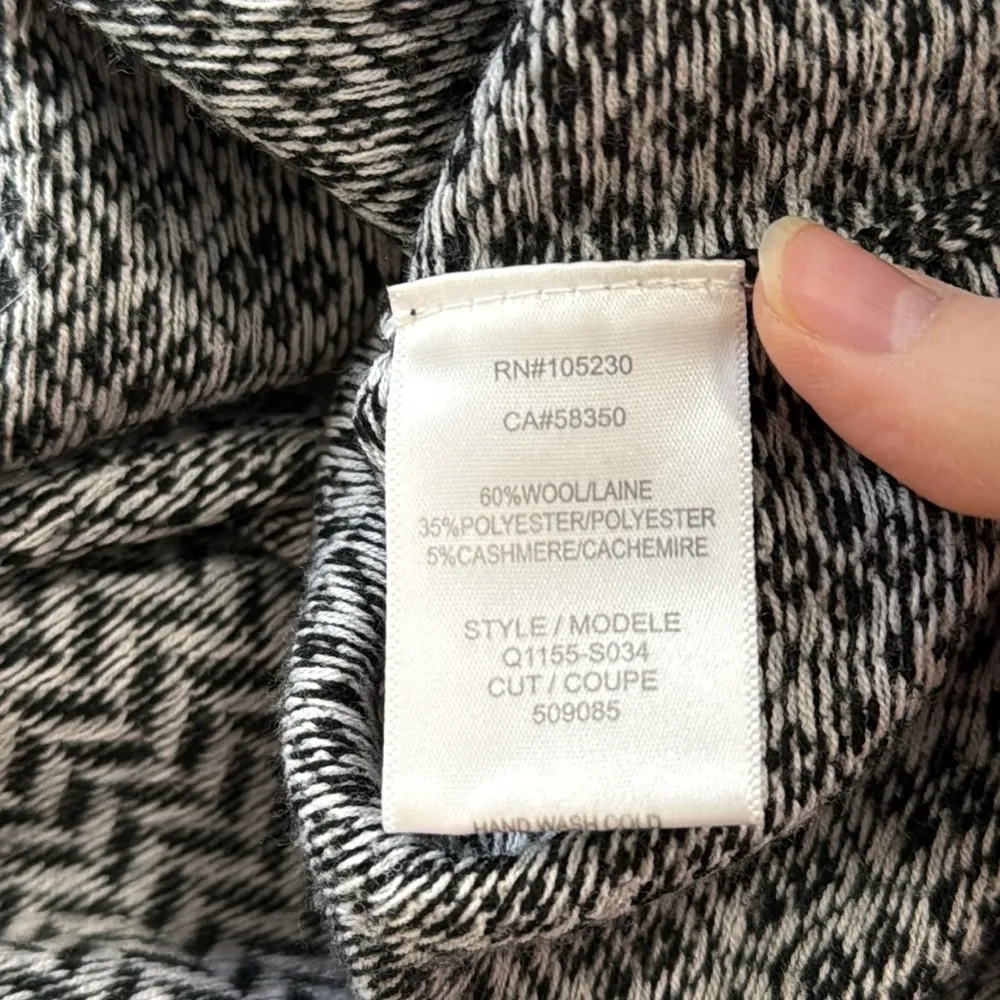 RN#105230
CA#58350
60%WOOL/LAINE
35%POLYESTER/POLYESTER
5%CASHMERE/CACHEMIRE
STYLE / MODELE
Q1155-S034
CUT / COUPE
509085
HAND WASH COLD